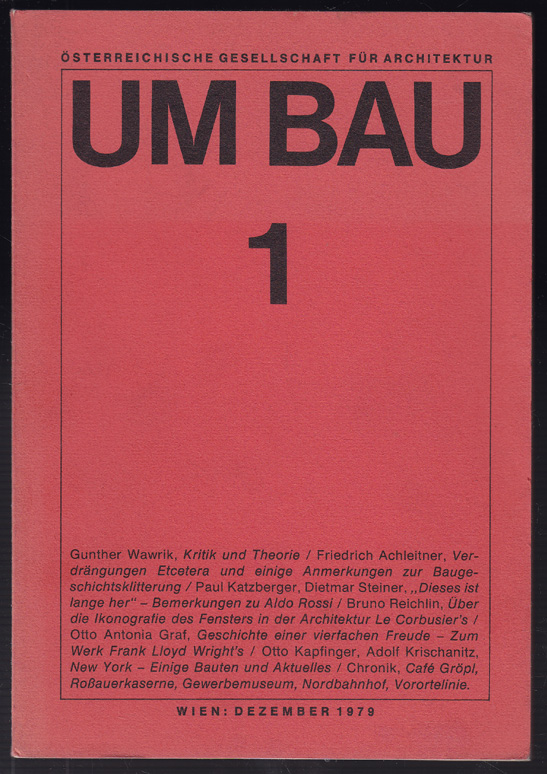 ÖSTERREICHISCHE GESELLSCHAFT FÜR ARCHITEKTUR
UM BAU
1
Gunther Wawrik, Kritik und Theorie / Friedrich Achleitner, Ver-
drängungen Etcetera und einige Anmerkungen zur Bauge-
schichtsklitterung / Paul Katzberger, Dietmar Steiner, „Dieses ist
lange her“ – Bemerkungen zu Aldo Rossi / Bruno Reichlin, Über
die Ikonografie des Fensters in der Architektur Le Corbusier's /
Otto Antonia Graf, Geschichte einer vierfachen Freude – Zum
Werk Frank Lloyd Wright's / Otto Kapfinger, Adolf Krischanitz,
New York – Einige Bauten und Aktuelles / Chronik, Café Gröpl,
Roßauerkaserne, Gewerbemuseum, Nordbahnhof, Vorortelinie.
WIEN: DEZEMBER 1979